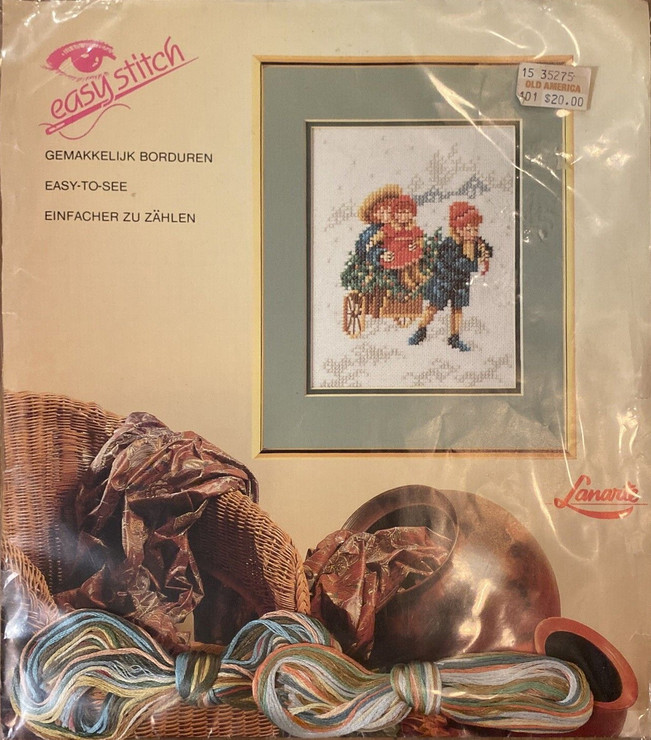 easy stitch
GEMAKKELIJK BORDUREN
EASY-TO-SEE
EINFACHER ZU ZÄHLEN
15 35275
OLD AMERICA
401 $20.00
Lanarte